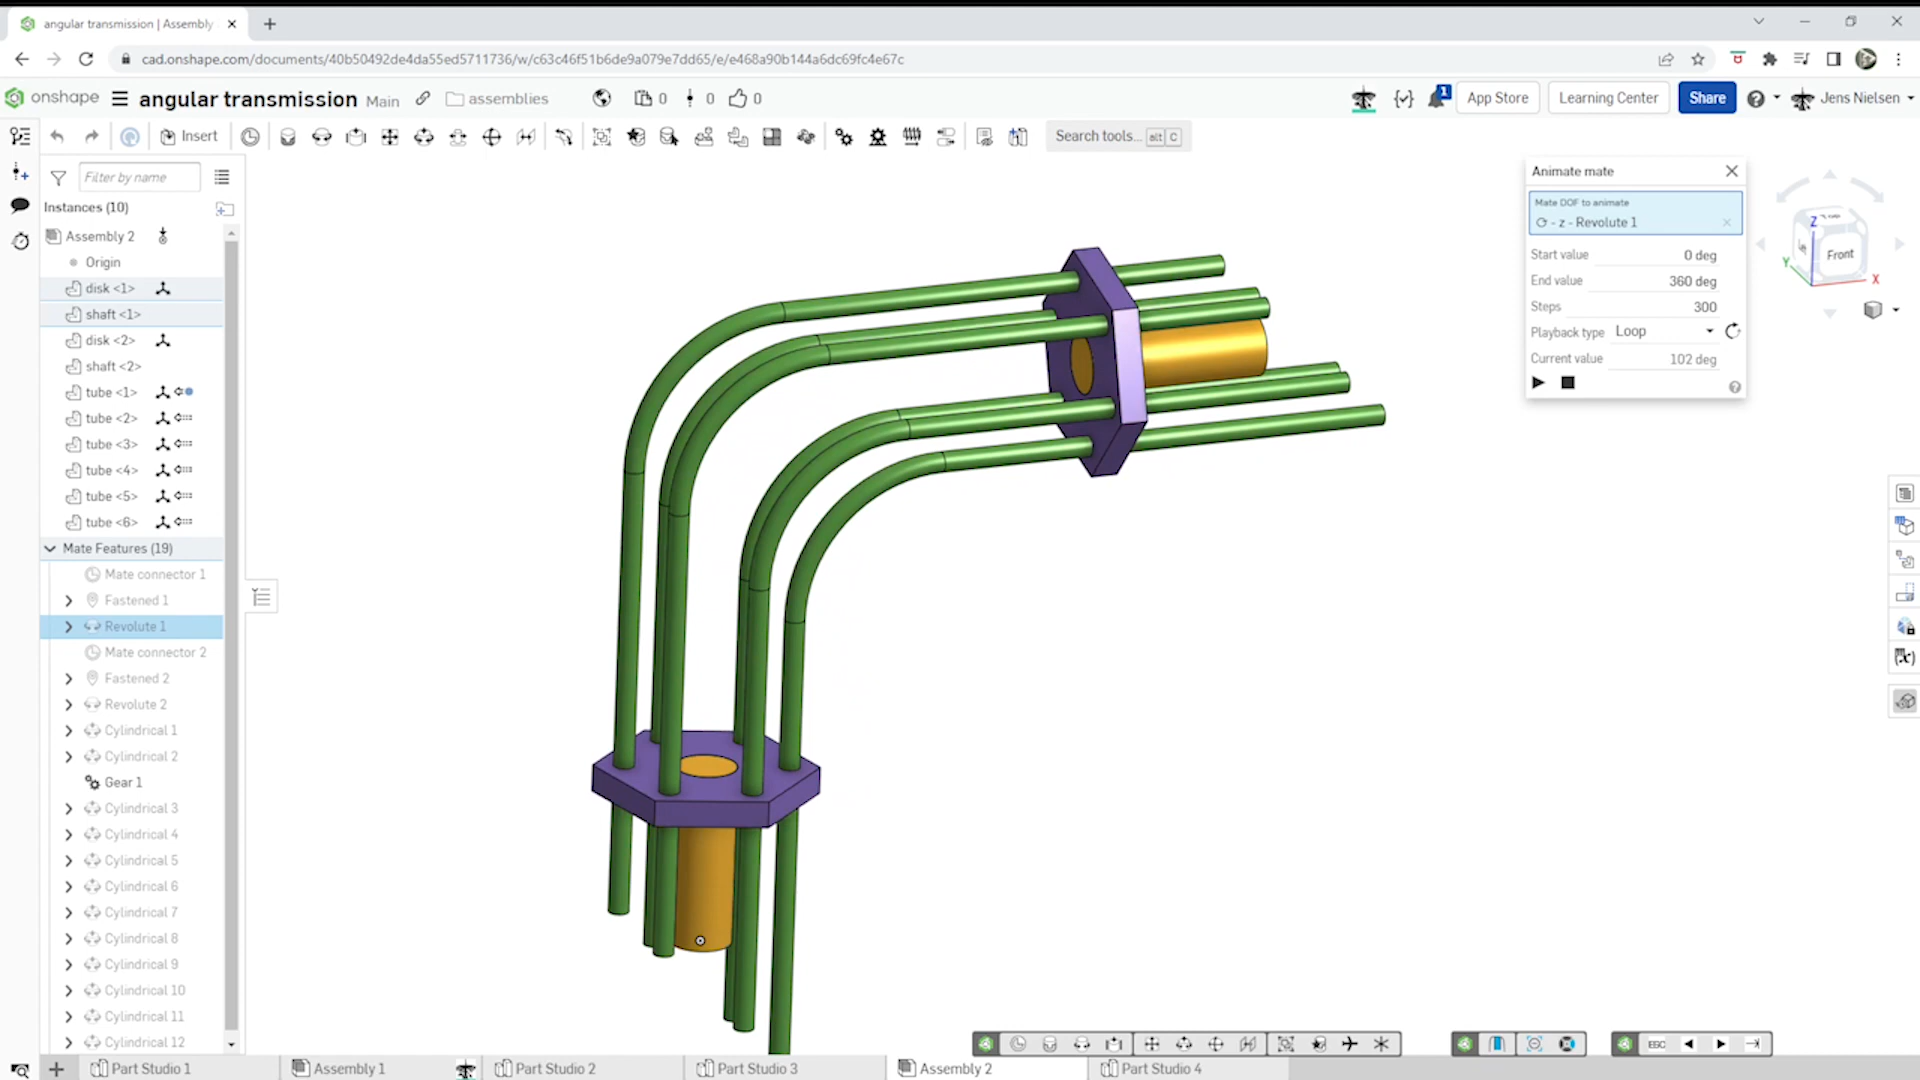 angular transmission | Assembly
cad.onshape.com/documents/40b50492de4da55ed5711736/w/c63c46f51b6de9a079e7dd65/e/e468a90b144a6dc69fc4e67c
onshape angular transmission Main assemblies 0 0 0 1 App Store Learning Center Share Jens Nielsen
Insert Search tools... alt C
Filter by name
Instances (10)
Assembly 2
Origin
disk <1>
shaft <1>
disk <2>
shaft <2>
tube <1>
tube <2>
tube <3>
tube <4>
tube <5>
tube <6>
Mate Features (19)
Mate connector 1
Fastened 1
Revolute 1
Mate connector 2
Fastened 2
Revolute 2
Cylindrical 1
Cylindrical 2
Gear 1
Cylindrical 3
Cylindrical 4
Cylindrical 5
Cylindrical 6
Cylindrical 7
Cylindrical 8
Cylindrical 9
Cylindrical 10
Cylindrical 11
Cylindrical 12
Animate mate
Mate DOF to animate
- z - Revolute 1
Start value 0 deg
End value 360 deg
Steps 300
Playback type Loop
Current value 102 deg
Z
Front
Y
X
ESC
Part Studio 1 Assembly 1 Part Studio 2 Part Studio 3 Assembly 2 Part Studio 4